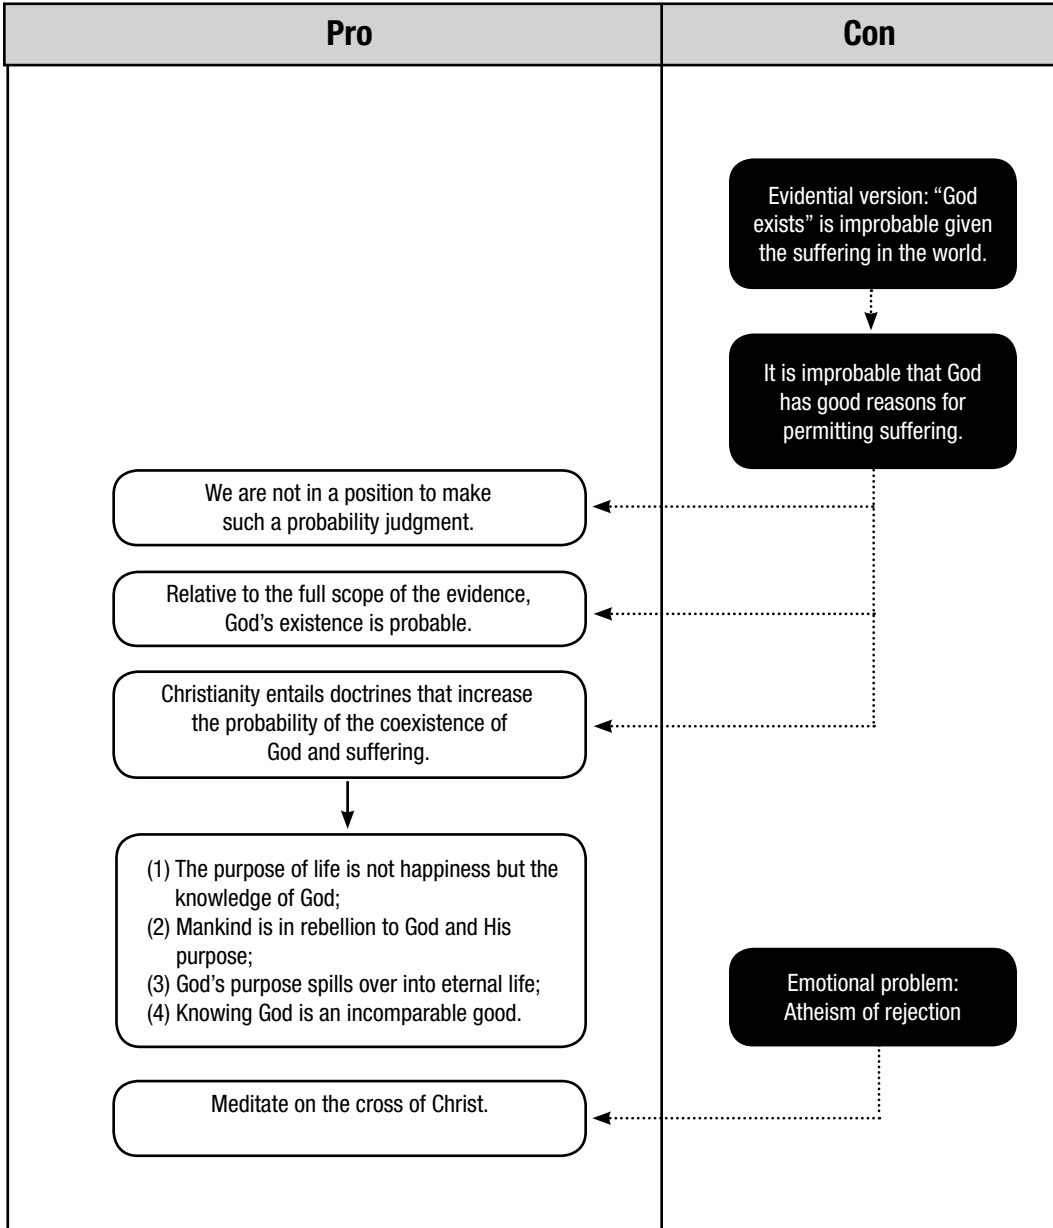 Pro
Con
Evidential version: “God
exists” is improbable given
the suffering in the world.
It is improbable that God
has good reasons for
permitting suffering.
We are not in a position to make
such a probability judgment.
Relative to the full scope of the evidence,
God’s existence is probable.
Christianity entails doctrines that increase
the probability of the coexistence of
God and suffering.
(1) The purpose of life is not happiness but the
knowledge of God;
(2) Mankind is in rebellion to God and His
purpose;
(3) God’s purpose spills over into eternal life;
(4) Knowing God is an incomparable good.
Emotional problem:
Atheism of rejection
Meditate on the cross of Christ.